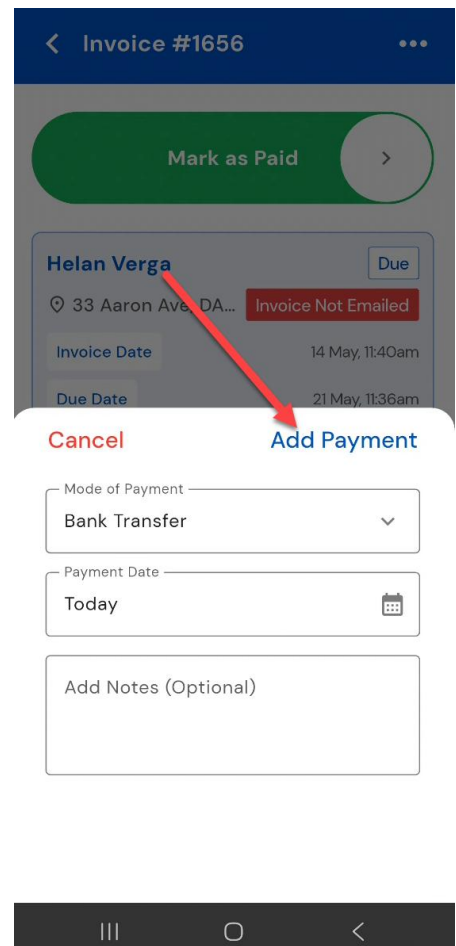 Invoice #1656
Mark as Paid
Helan Verga Due
33 Aaron Ave, DA... Invoice Not Emailed
Invoice Date 14 May, 11:40am
Due Date 21 May, 11:36am
Cancel Add Payment
Mode of Payment
Bank Transfer
Payment Date
Today
Add Notes (Optional)